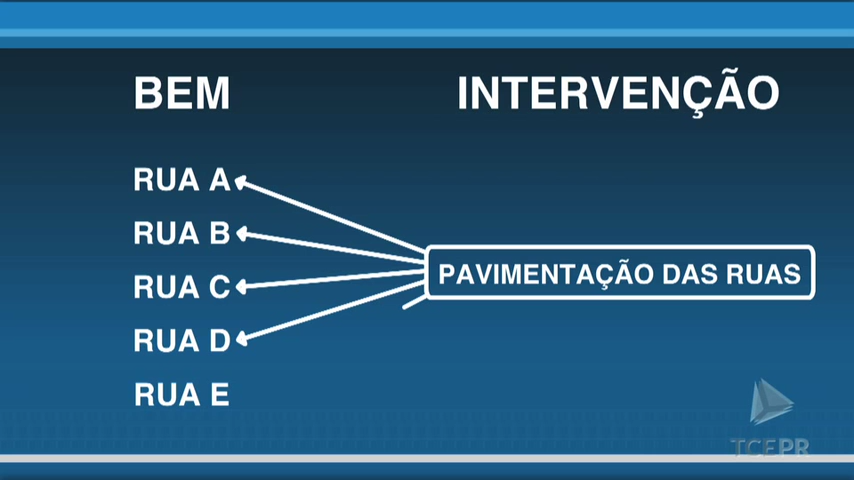 BEM INTERVENÇÃO
RUA A
RUA B
RUA C
RUA D
RUA E
PAVIMENTAÇÃO DAS RUAS
TCEPR